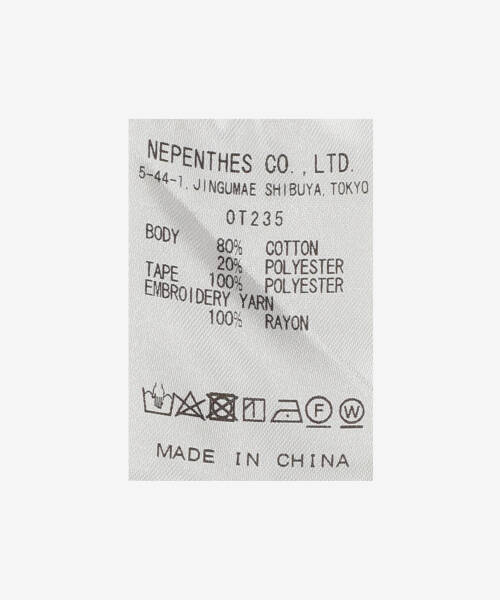 NEPENTHES CO.,LTD.
5-44-1, JINGUMAE SHIBUYA, TOKYO
OT235
BODY
80% COTTON
20% POLYESTER
TAPE 100% POLYESTER
EMBROIDERY YARN
100% RAYON
F W
MADE IN CHINA